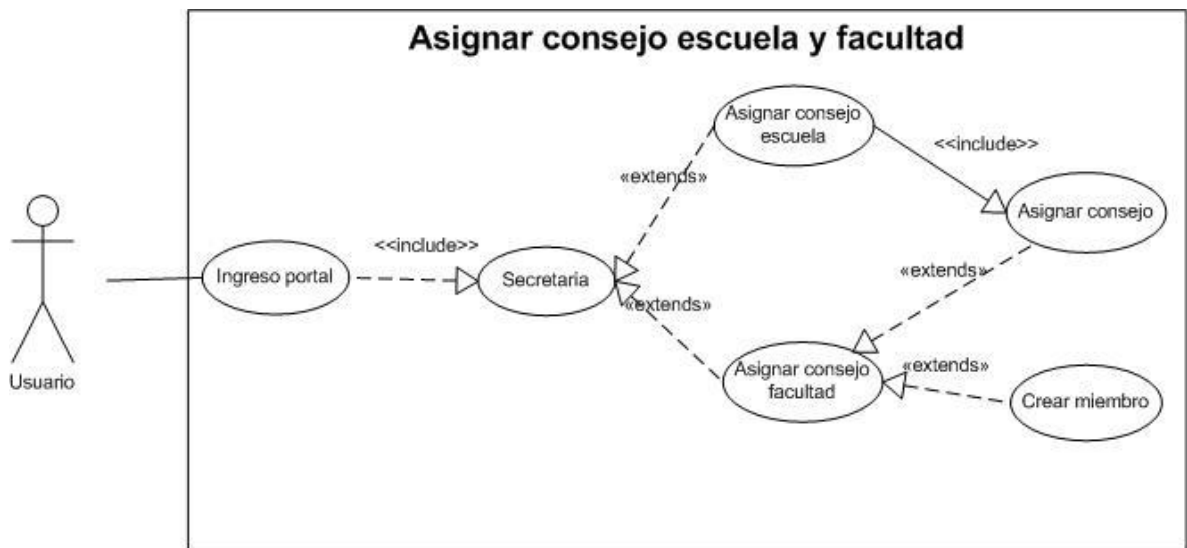 Asignar consejo escuela y facultad
Asignar consejo
escuela
<<include>>
«extends»
Asignar consejo
<<include>>
Ingreso portal
Secretaria
«extends»
«extends»
Asignar consejo
facultad
«extends»
Crear miembro
Usuario